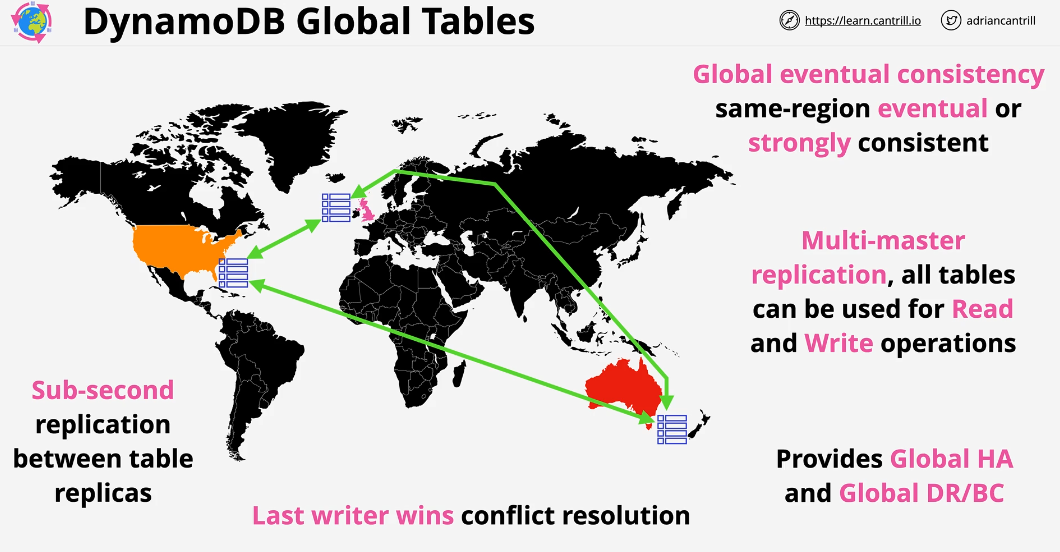 DynamoDB Global Tables
https://learn.cantrill.io
adriancantrill
Global eventual consistency
same-region eventual or
strongly consistent
Multi-master
replication, all tables
can be used for Read
and Write operations
Sub-second
replication
between table
replicas
Provides Global HA
and Global DR/BC
Last writer wins conflict resolution